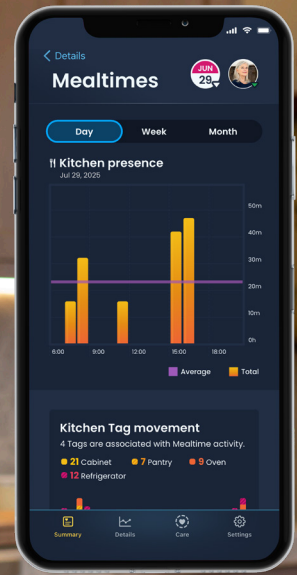 Details
Mealtimes
JUN
29
Day Week Month
Kitchen presence
Jul 29, 2025
50m
40m
30m
20m
10m
0h
6:00 9:00 12:00 15:00 18:00
Average Total
Kitchen Tag movement
4 Tags are associated with Mealtime activity.
21 Cabinet 7 Pantry 9 Oven
12 Refrigerator
Summary Details Care Settings